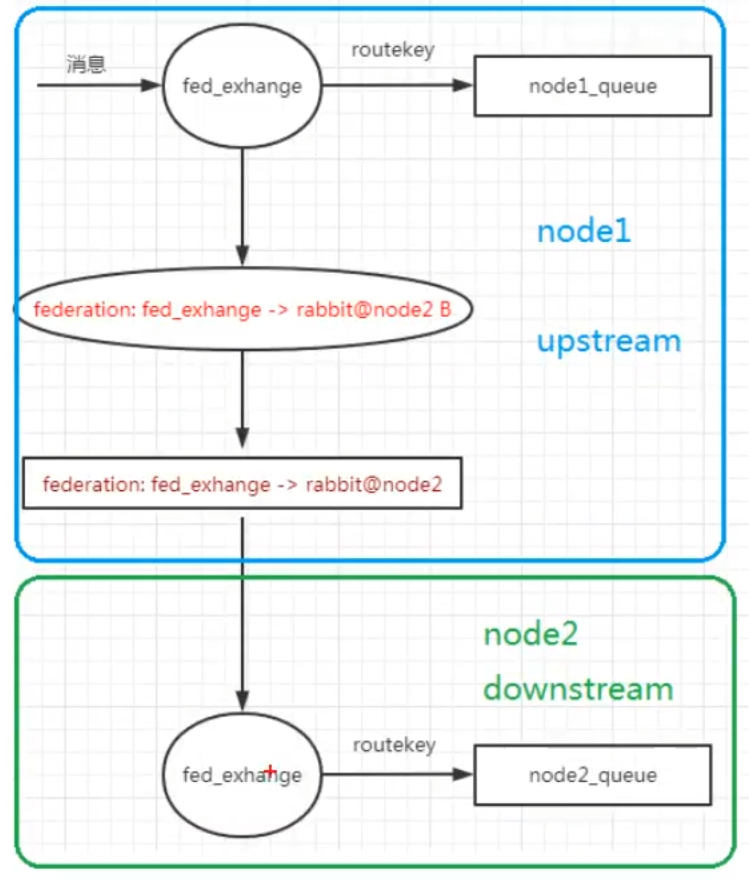 消息
fed_exhange
routekey
node1_queue
node1
federation: fed_exhange -> rabbit@node2 B
upstream
federation: fed_exhange -> rabbit@node2
node2
downstream
fed_exhange
routekey
node2_queue